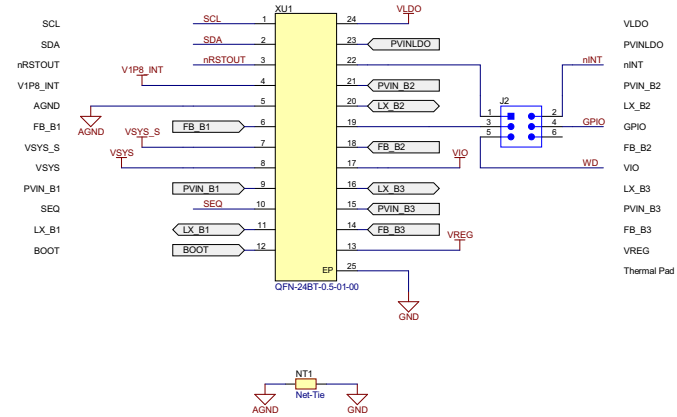 XU1
SCL SCL 1 24 VLDO VLDO
SDA SDA 2 23 PVINLDO PVINLDO
nRSTOUT nRSTOUT 3 22 nINT nINT
V1P8_INT V1P8_INT 4 21 PVIN_B2 PVIN_B2
AGND AGND 5 20 LX_B2 LX_B2
FB_B1 FB_B1 6 19 GPIO GPIO
VSYS_S VSYS_S 7 18 FB_B2 FB_B2
VSYS VSYS 8 17 VIO WD VIO
PVIN_B1 PVIN_B1 9 16 LX_B3 LX_B3
SEQ SEQ 10 15 PVIN_B3 PVIN_B3
LX_B1 LX_B1 11 14 FB_B3 FB_B3
BOOT BOOT 12 13 VREG VREG
EP 25 Thermal Pad
QFN-24BT-0.5-01-00
GND
J2
1 2
3 4
5 6
NT1
Net-Tie
AGND GND